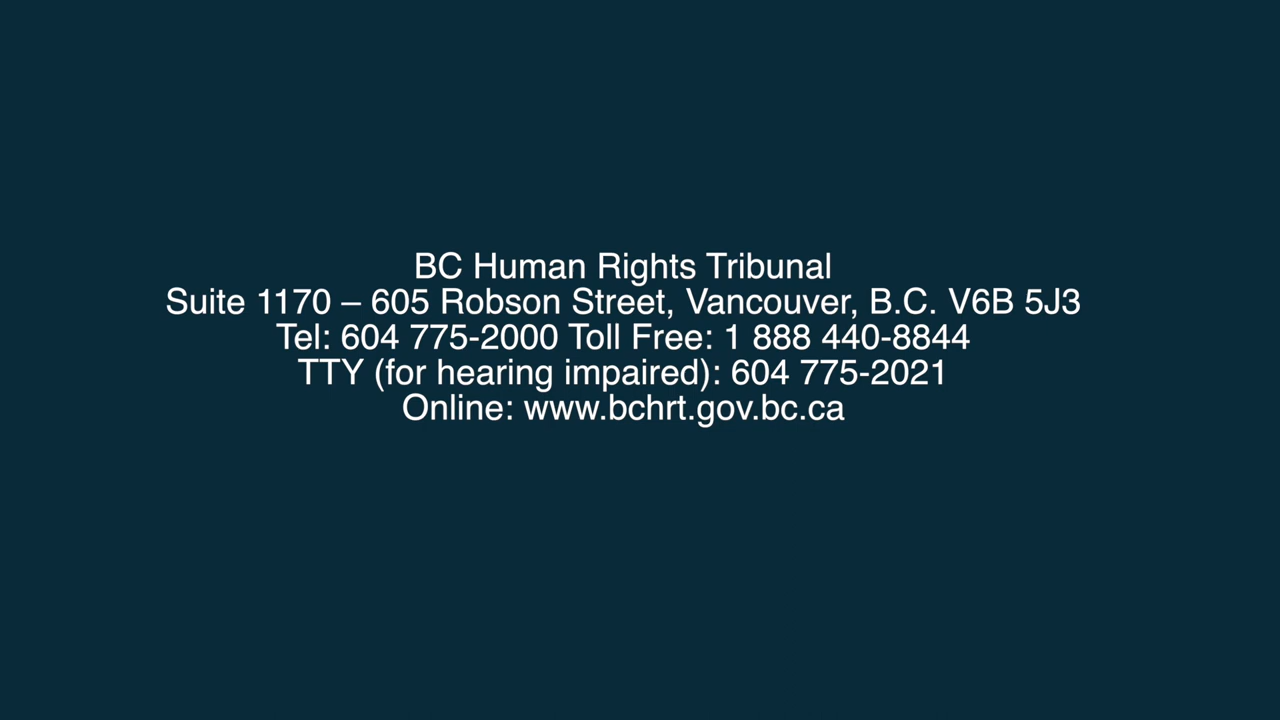 BC Human Rights Tribunal
Suite 1170 – 605 Robson Street, Vancouver, B.C. V6B 5J3
Tel: 604 775-2000 Toll Free: 1 888 440-8844
TTY (for hearing impaired): 604 775-2021
Online: www.bchrt.gov.bc.ca